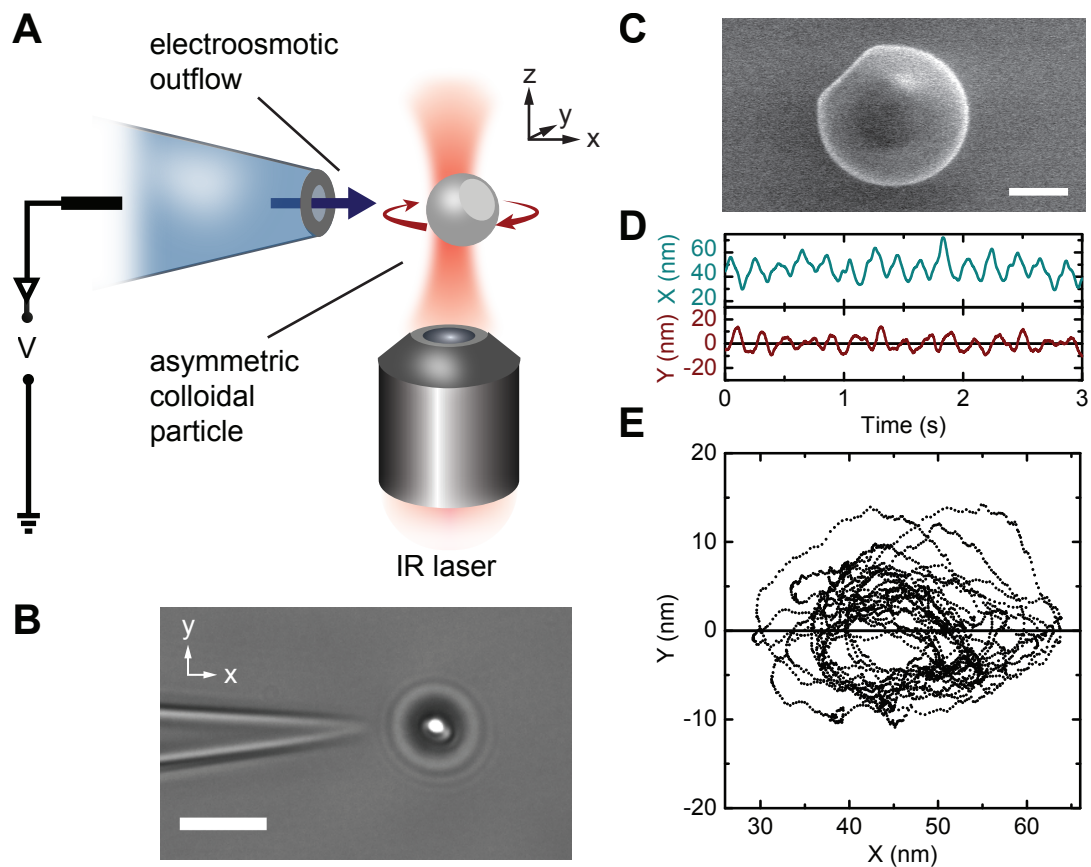 A
electroosmotic
outflow
z
y
x
V
asymmetric
colloidal
particle
IR laser
B
y
x
C
D
X (nm)
60
40
20
Y (nm)
20
0
-20
0
1
2
3
Time (s)
E
Y (nm)
20
10
0
-10
-20
30
40
50
60
X (nm)